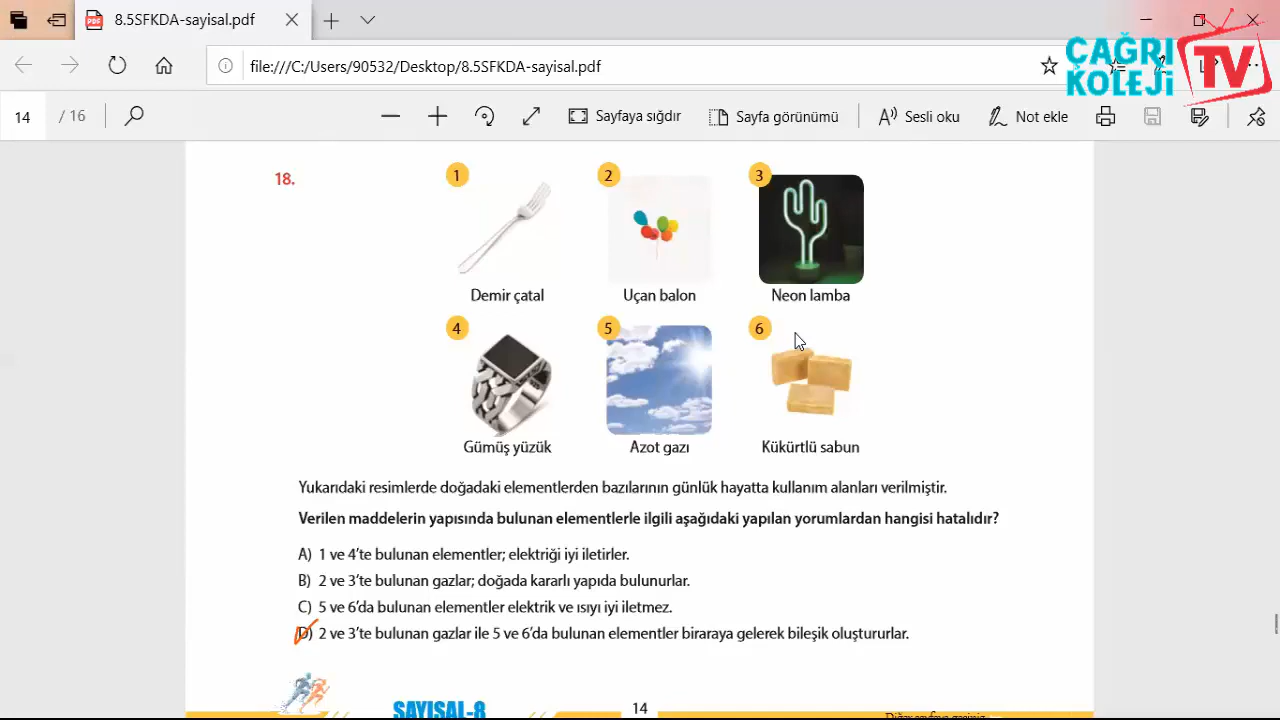 8.5SFKDA-sayisal.pdf
ÇAĞRI
KOLEJİ
TV
file:///C:/Users/90532/Desktop/8.5SFKDA-sayisal.pdf
14 / 16
Sayfaya sığdır
Sayfa görünümü
Sesli oku
Not ekle
18.
1
2
3
Demir çatal
Uçan balon
Neon lamba
4
5
6
Gümüş yüzük
Azot gazı
Kükürtlü sabun
Yukarıdaki resimlerde doğadaki elementlerden bazılarının günlük hayatta kullanım alanları verilmiştir.
Verilen maddelerin yapısında bulunan elementlerle ilgili aşağıdaki yapılan yorumlardan hangisi hatalıdır?
A) 1 ve 4'te bulunan elementler; elektriği iyi iletirler.
B) 2 ve 3'te bulunan gazlar; doğada kararlı yapıda bulunurlar.
C) 5 ve 6'da bulunan elementler elektrik ve ısıyı iyi iletmez.
D) 2 ve 3'te bulunan gazlar ile 5 ve 6'da bulunan elementler biraraya gelerek bileşik oluştururlar.
SAYISAL-8
14